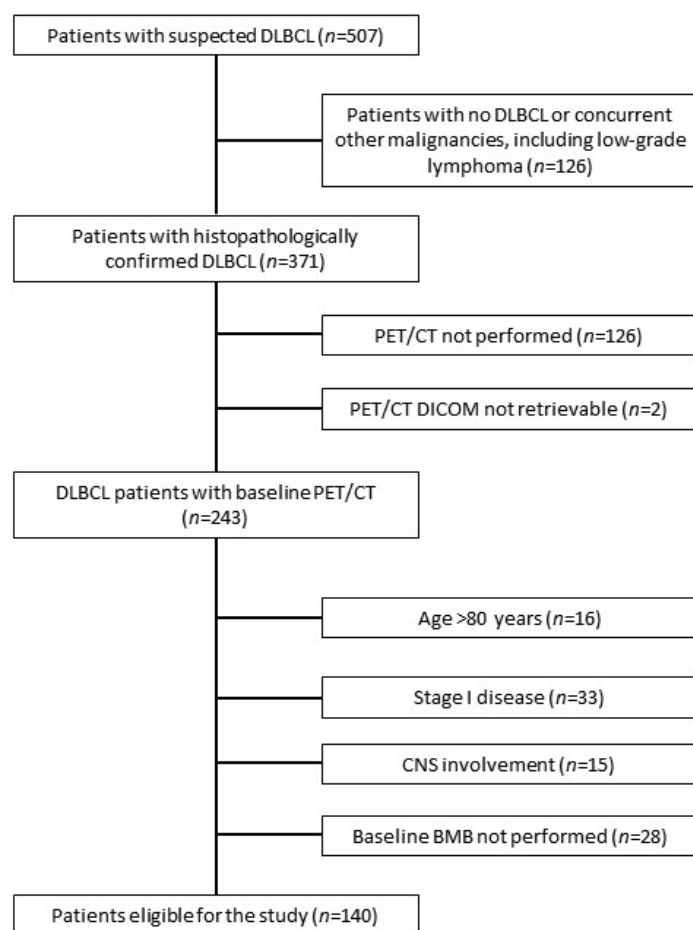 Patients with suspected DLBCL (n=507)
Patients with no DLBCL or concurrent
other malignancies, including low-grade
lymphoma (n=126)
Patients with histopathologically
confirmed DLBCL (n=371)
PET/CT not performed (n=126)
PET/CT DICOM not retrievable (n=2)
DLBCL patients with baseline PET/CT
(n=243)
Age >80 years (n=16)
Stage I disease (n=33)
CNS involvement (n=15)
Baseline BMB not performed (n=28)
Patients eligible for the study (n=140)